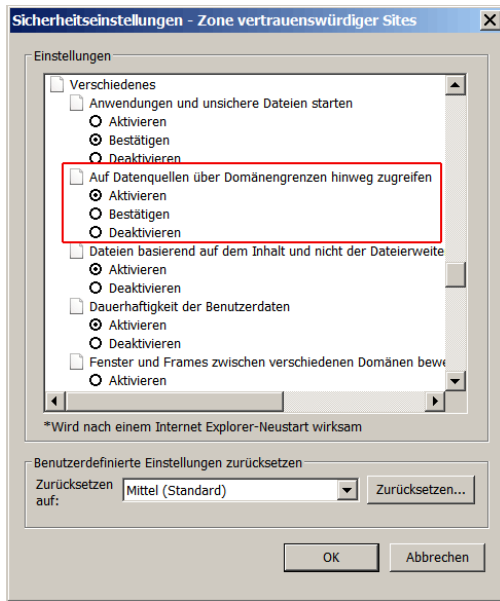 Sicherheitseinstellungen - Zone vertrauenswürdiger Sites
Einstellungen
Verschiedenes
Anwendungen und unsichere Dateien starten
Aktivieren
Bestätigen
Deaktivieren
Auf Datenquellen über Domänengrenzen hinweg zugreifen
Aktivieren
Bestätigen
Deaktivieren
Dateien basierend auf dem Inhalt und nicht der Dateierweite
Aktivieren
Deaktivieren
Dauerhaftigkeit der Benutzerdaten
Aktivieren
Deaktivieren
Fenster und Frames zwischen verschiedenen Domänen bewe
Aktivieren
*Wird nach einem Internet Explorer-Neustart wirksam
Benutzerdefinierte Einstellungen zurücksetzen
Zurücksetzen auf:
Mittel (Standard)
Zurücksetzen...
OK
Abbrechen